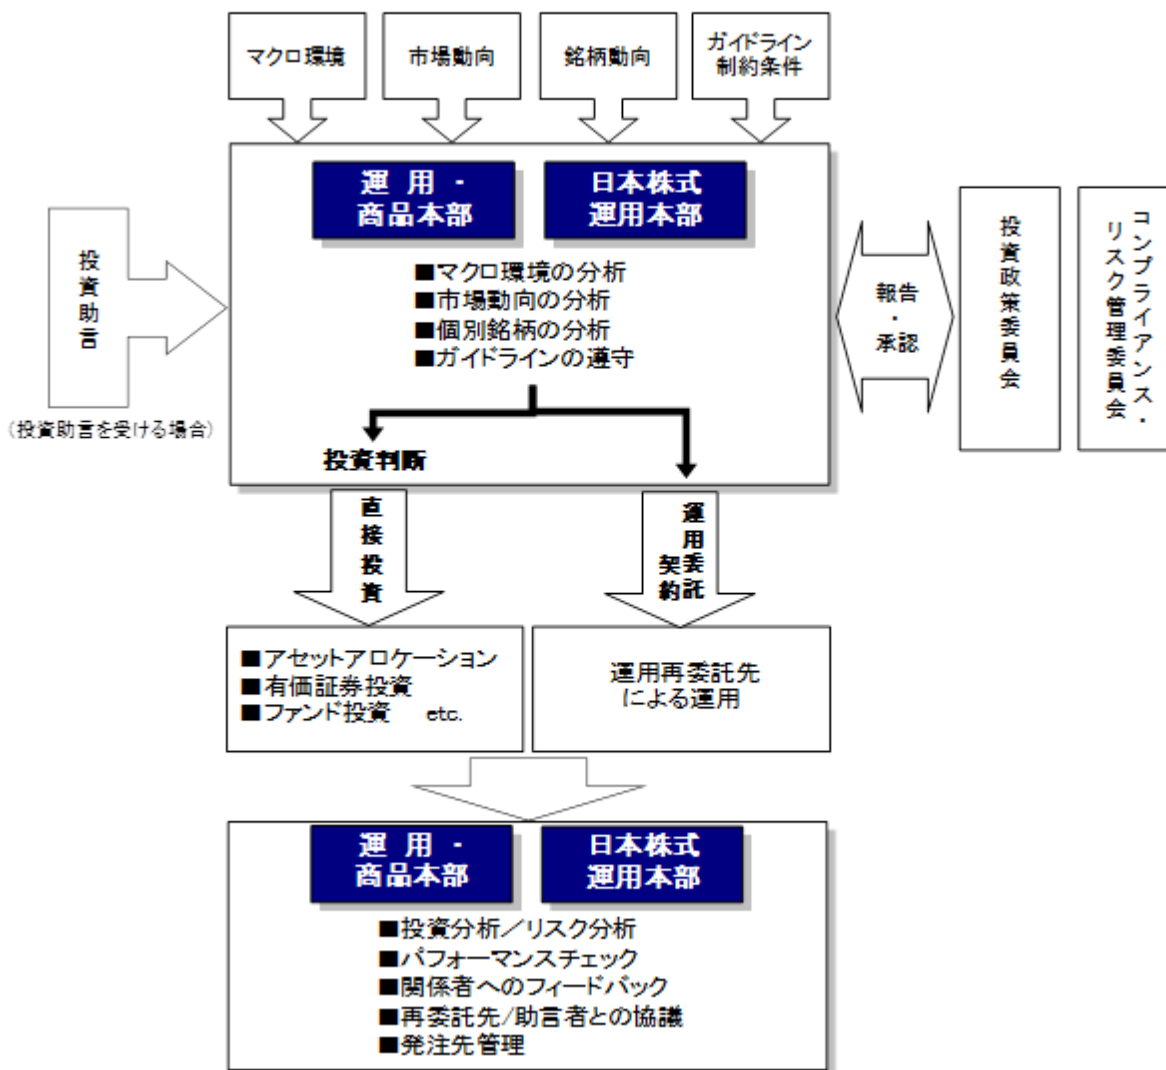 マクロ環境
市場動向
銘柄動向
ガイドライン
制約条件
運 用 -
商品本部
日本株式
運用本部
■マクロ環境の分析
■市場動向の分析
■個別銘柄の分析
■ガイドラインの遵守
投資助言
(投資助言を受ける場合)
報告
・
承認
投資政策委員会
コンプライアンス・
リスク管理委員会
投資判断
直接投資
運用委託
契約
■アセットアロケーション
■有価証券投資
■ファンド投資 etc.
運用再委託先
による運用
運 用 -
商品本部
日本株式
運用本部
■投資分析／リスク分析
■パフォーマンスチェック
■関係者へのフィードバック
■再委託先/助言者との協議
■発注先管理